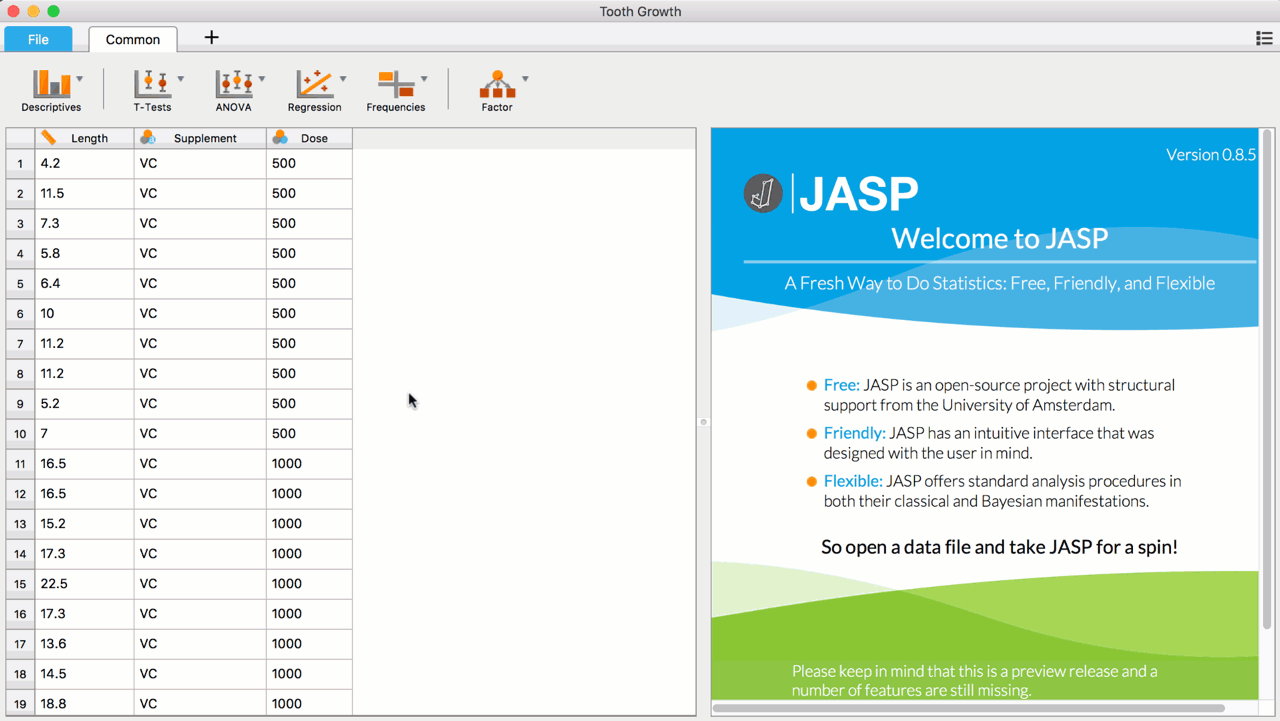 Tooth Growth
File Common +
Descriptives T-Tests ANOVA Regression Frequencies Factor
Length Supplement Dose
1 4.2 VC 500
2 11.5 VC 500
3 7.3 VC 500
4 5.8 VC 500
5 6.4 VC 500
6 10 VC 500
7 11.2 VC 500
8 11.2 VC 500
9 5.2 VC 500
10 7 VC 500
11 16.5 VC 1000
12 16.5 VC 1000
13 15.2 VC 1000
14 17.3 VC 1000
15 22.5 VC 1000
16 17.3 VC 1000
17 13.6 VC 1000
18 14.5 VC 1000
19 18.8 VC 1000
Version 0.8.5
JASP
Welcome to JASP
A Fresh Way to Do Statistics: Free, Friendly, and Flexible
Free: JASP is an open-source project with structural
support from the University of Amsterdam.
Friendly: JASP has an intuitive interface that was
designed with the user in mind.
Flexible: JASP offers standard analysis procedures in
both their classical and Bayesian manifestations.
So open a data file and take JASP for a spin!
Please keep in mind that this is a preview release and a
number of features are still missing.